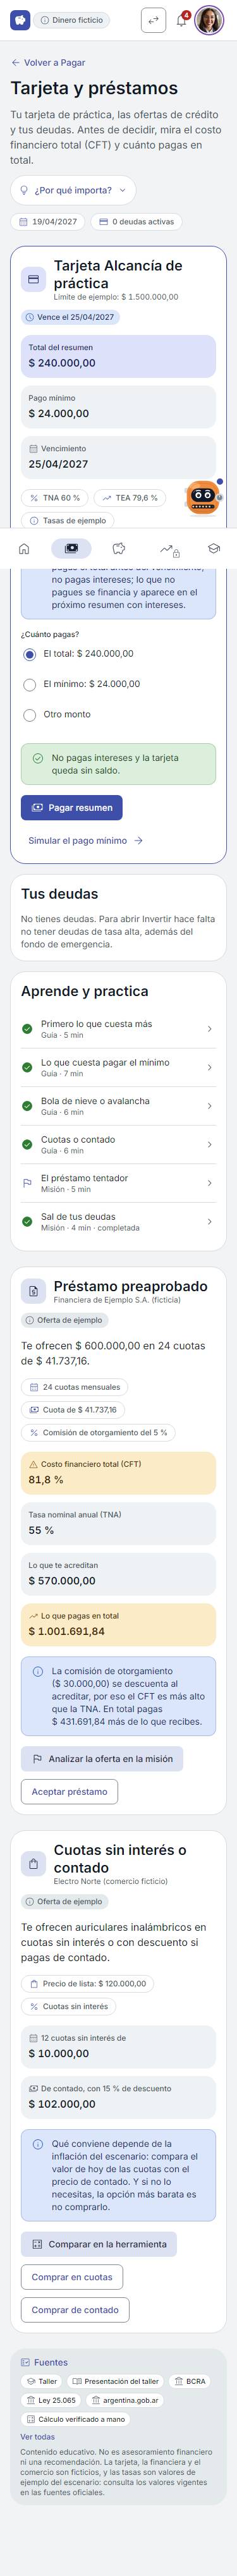 Dinero ficticio
4
Volver a Pagar
Tarjeta y préstamos
Tu tarjeta de práctica, las ofertas de crédito
y tus deudas. Antes de decidir, mira el costo
financiero total (CFT) y cuánto pagas en
total.
¿Por qué importa?
19/04/2027
0 deudas activas
Tarjeta Alcancía de
práctica
Límite de ejemplo: $ 1.500.000,00
Vence el 25/04/2027
Total del resumen
$ 240.000,00
Pago mínimo
$ 24.000,00
Vencimiento
25/04/2027
TNA 60 %
TEA 79,6 %
Tasas de ejemplo
no pagas intereses; lo que no
pagues se financia y aparece en el
próximo resumen con intereses.
¿Cuánto pagas?
El total: $ 240.000,00
El mínimo: $ 24.000,00
Otro monto
No pagas intereses y la tarjeta
queda sin saldo.
Pagar resumen
Simular el pago mínimo
Tus deudas
No tienes deudas. Para abrir Invertir hace falta
no tener deudas de tasa alta, además del
fondo de emergencia.
Aprende y practica
Primero lo que cuesta más
Guía · 5 min
Lo que cuesta pagar el mínimo
Guía · 7 min
Bola de nieve o avalancha
Guía · 6 min
Cuotas o contado
Guía · 6 min
El préstamo tentador
Misión · 5 min
Sal de tus deudas
Misión · 4 min · completada
Préstamo preaprobado
Financiera de Ejemplo S.A. (ficticia)
Oferta de ejemplo
Te ofrecen $ 600.000,00 en 24 cuotas
de $ 41.737,16.
24 cuotas mensuales
Cuota de $ 41.737,16
Comisión de otorgamiento del 5 %
Costo financiero total (CFT)
81,8 %
Tasa nominal anual (TNA)
55 %
Lo que te acreditan
$ 570.000,00
Lo que pagas en total
$ 1.001.691,84
La comisión de otorgamiento
($ 30.000,00) se descuenta al
acreditar, por eso el CFT es más alto
que la TNA. En total pagas
$ 431.691,84 más de lo que recibes.
Analizar la oferta en la misión
Aceptar préstamo
Cuotas sin interés o
contado
Electro Norte (comercio ficticio)
Oferta de ejemplo
Te ofrecen auriculares inalámbricos en
cuotas sin interés o con descuento si
pagas de contado.
Precio de lista: $ 120.000,00
Cuotas sin interés
12 cuotas sin interés de
$ 10.000,00
De contado, con 15 % de descuento
$ 102.000,00
Qué conviene depende de la
inflación del escenario: compara el
valor de hoy de las cuotas con el
precio de contado. Y si no lo
necesitas, la opción más barata es
no comprarlo.
Comparar en la herramienta
Comprar en cuotas
Comprar de contado
Fuentes
Taller
Presentación del taller
BCRA
Ley 25.065
argentina.gob.ar
Cálculo verificado a mano
Ver todas
Contenido educativo. No es asesoramiento financiero
ni una recomendación. La tarjeta, la financiera y el
comercio son ficticios, y las tasas son valores de
ejemplo del escenario: consulta los valores vigentes
en las fuentes oficiales.